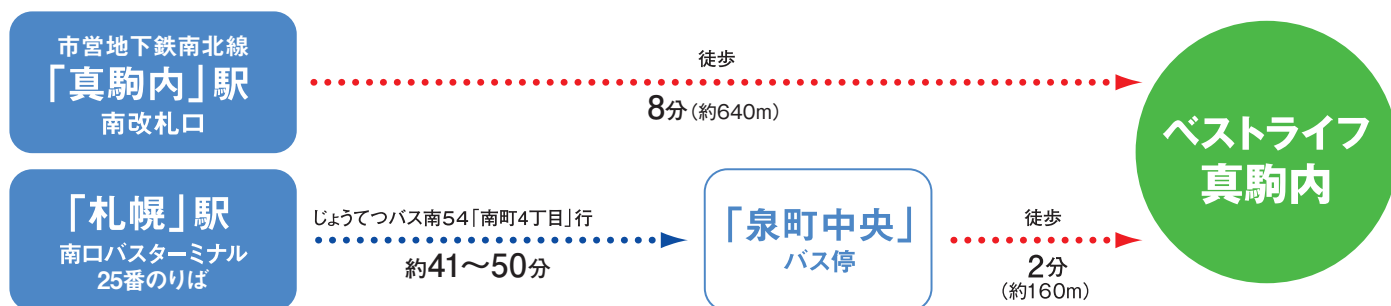 市営地下鉄南北線
「真駒内」駅
南改札口
徒歩
8分(約640m)
ベストライフ
真駒内
「札幌」駅
南口バスターミナル
25番のりば
じょうてつバス南54「南町4丁目」行
約41〜50分
「泉町中央」
バス停
徒歩
2分
(約160m)